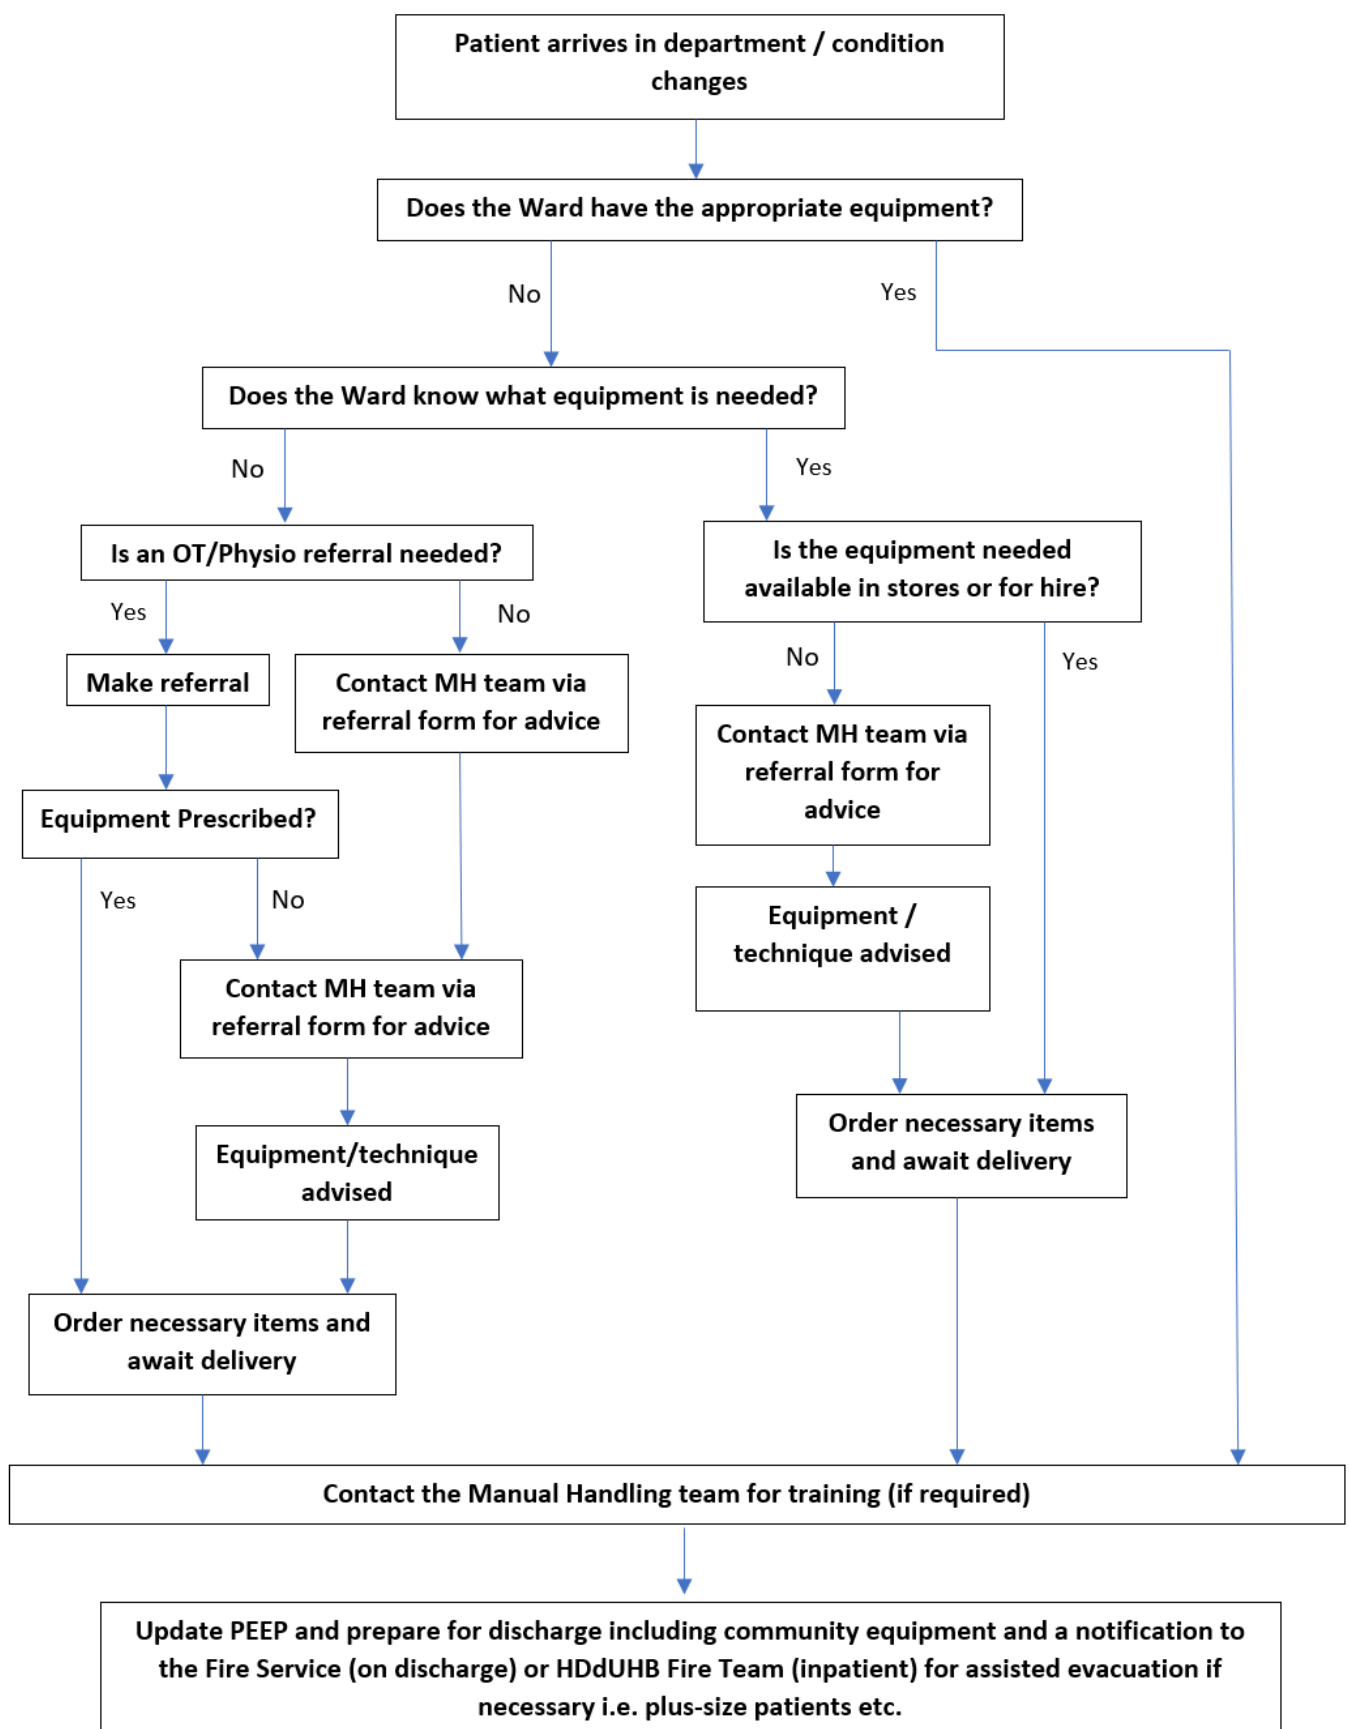 Patient arrives in department / condition
changes
Does the Ward have the appropriate equipment?
No
Yes
Does the Ward know what equipment is needed?
No
Yes
Is an OT/Physio referral needed?
Is the equipment needed
available in stores or for hire?
Yes
No
No
Yes
Make referral
Contact MH team via
referral form for advice
Contact MH team via
referral form for
advice
Equipment Prescribed?
Yes
No
Equipment /
technique advised
Contact MH team via
referral form for advice
Order necessary items
and await delivery
Equipment/technique
advised
Order necessary items and
await delivery
Contact the Manual Handling team for training (if required)
Update PEEP and prepare for discharge including community equipment and a notification to
the Fire Service (on discharge) or HDdUHB Fire Team (inpatient) for assisted evacuation if
necessary i.e. plus-size patients etc.